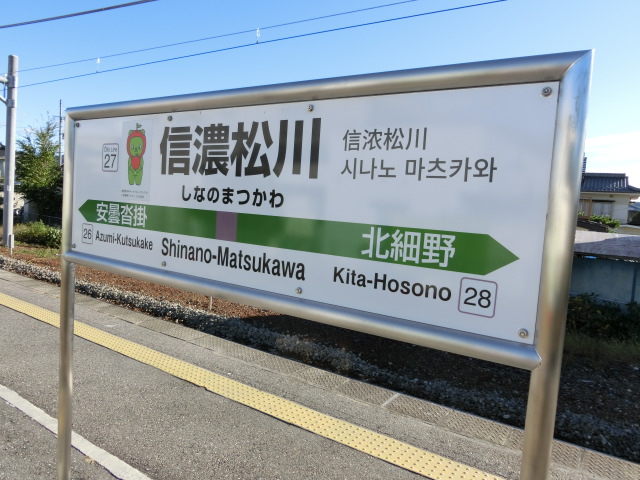 Oito Line
27
信濃松川
しなのまつかわ
信浓松川
시나노 마츠카와
安曇沓掛
北細野
26
Azumi-Kutsukake
Shinano-Matsukawa
Kita-Hosono
28